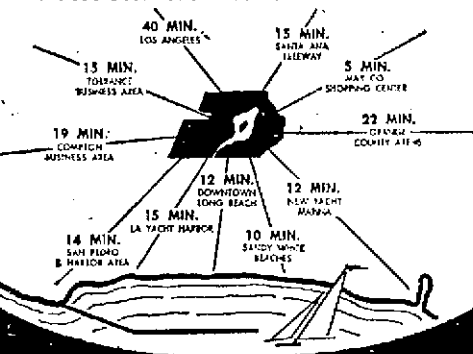 40 MIN.
LOS ANGELES
15 MIN.
SANTA ANA
FREEWAY
15 MIN.
TORRANCE
BUSINESS AREA
5 MIN.
MAY CO
SHOPPING CENTER
19 MIN.
COMPTON
BUSINESS AREA
22 MIN.
ORANGE
COUNTY AREAS
12 MIN.
DOWNTOWN
LONG BEACH
12 MIN.
NEW YACHT
MARINA
15 MIN.
LA YACHT HARBOR
14 MIN.
SAN PEDRO
& HARBOR AREA
10 MIN.
SANDY WHITE
BEACHES